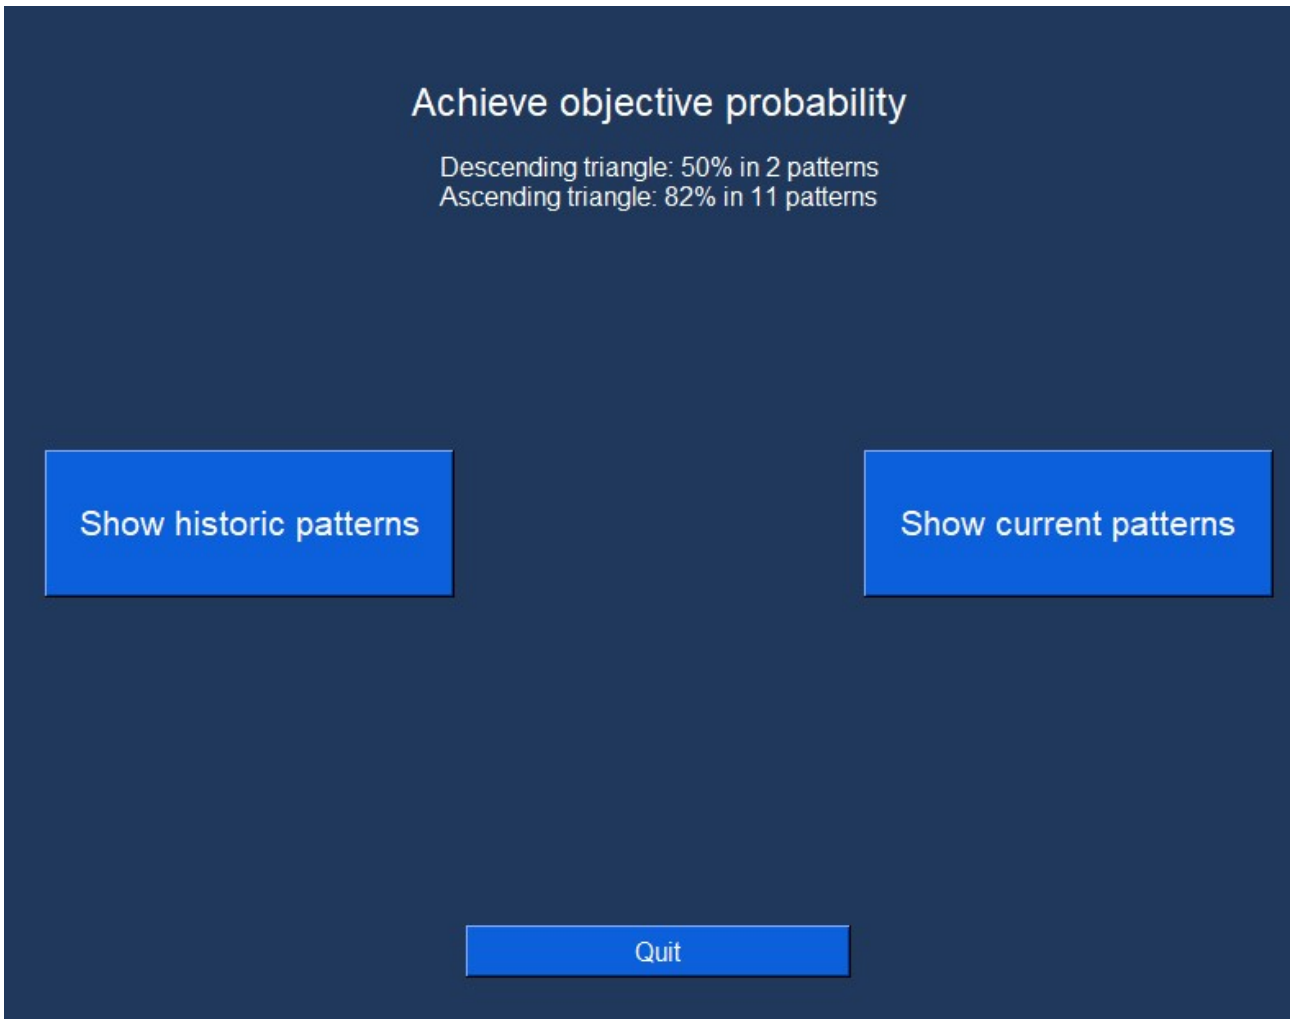 Achieve objective probability
Descending triangle: 50% in 2 patterns
Ascending triangle: 82% in 11 patterns
Show historic patterns
Show current patterns
Quit